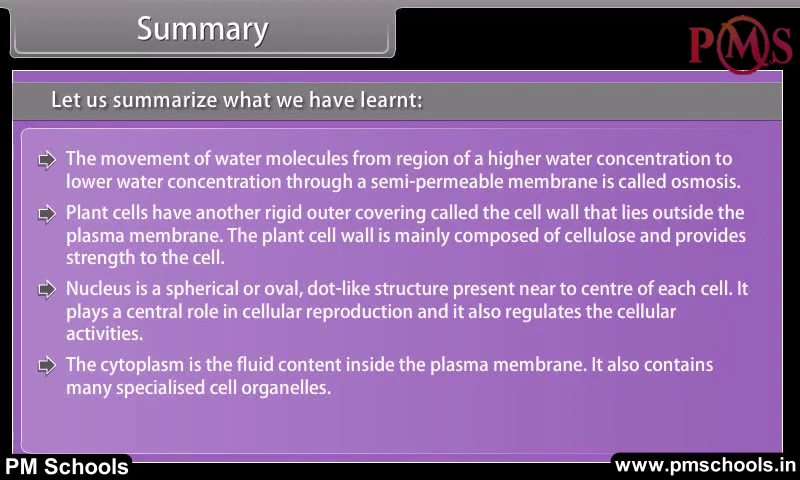 Summary
PMS
Let us summarize what we have learnt:
The movement of water molecules from region of a higher water concentration to
lower water concentration through a semi-permeable membrane is called osmosis.
Plant cells have another rigid outer covering called the cell wall that lies outside the
plasma membrane. The plant cell wall is mainly composed of cellulose and provides
strength to the cell.
Nucleus is a spherical or oval, dot-like structure present near to centre of each cell. It
plays a central role in cellular reproduction and it also regulates the cellular
activities.
The cytoplasm is the fluid content inside the plasma membrane. It also contains
many specialised cell organelles.
PM Schools
www.pmschools.in